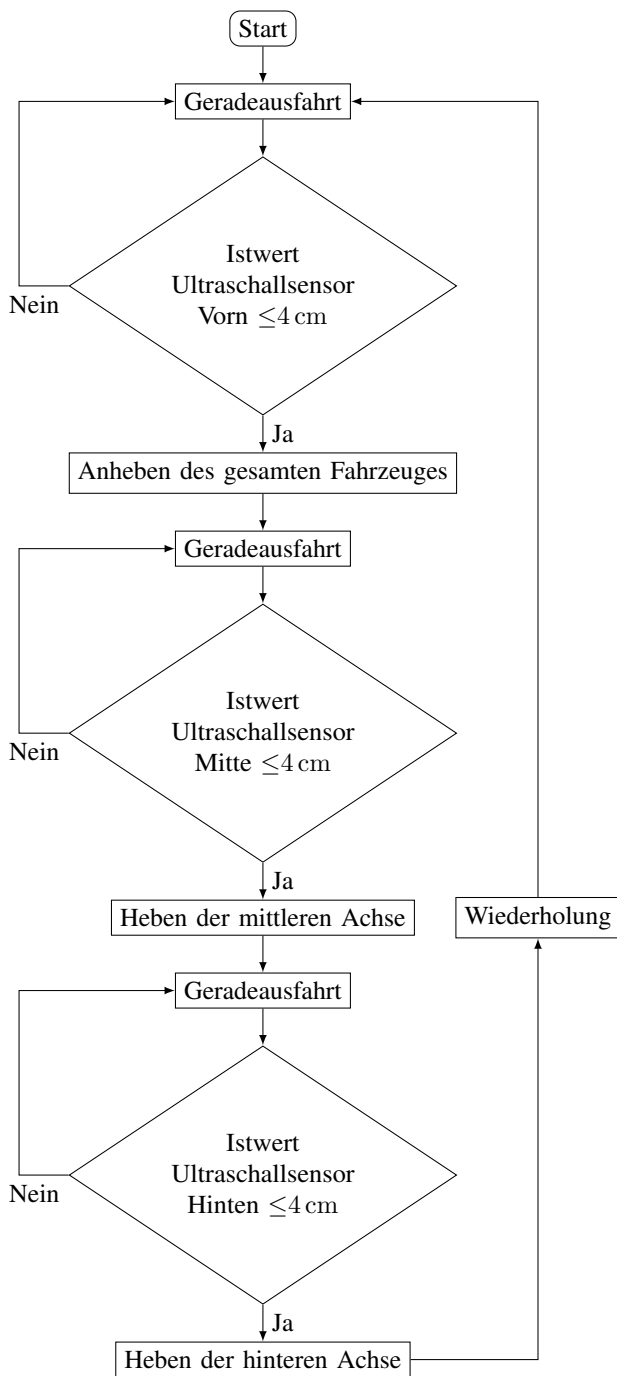 Start
Geradeausfahrt
Istwert
Ultraschallsensor
Vorn ≤4 cm
Nein
Ja
Anheben des gesamten Fahrzeuges
Geradeausfahrt
Istwert
Ultraschallsensor
Mitte ≤4 cm
Nein
Ja
Heben der mittleren Achse
Wiederholung
Geradeausfahrt
Istwert
Ultraschallsensor
Hinten ≤4 cm
Nein
Ja
Heben der hinteren Achse